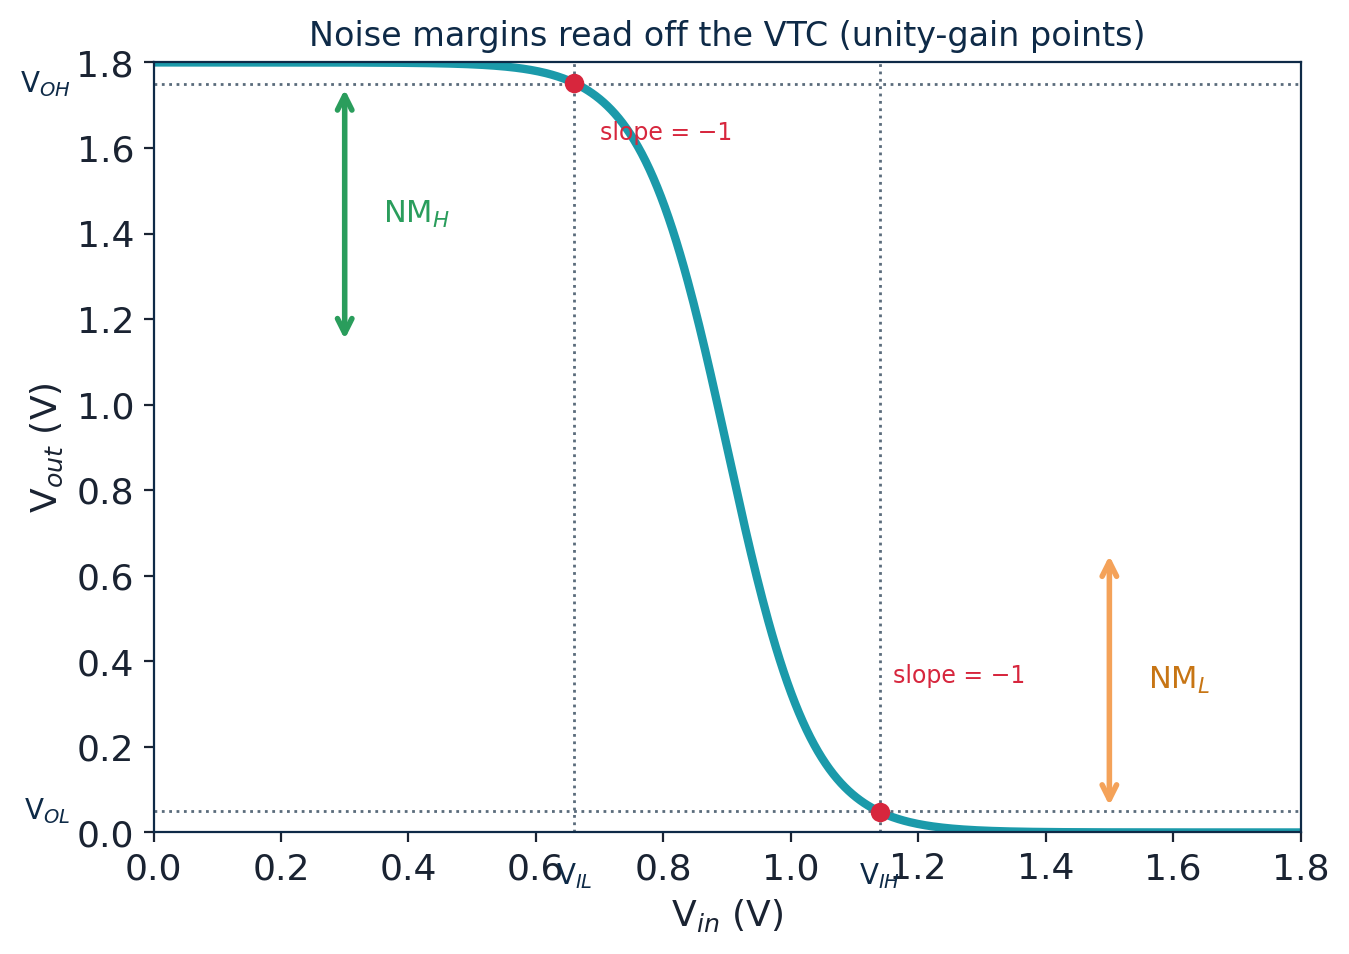 Noise margins read off the VTC (unity-gain points)
V_OH
1.8
slope = −1
1.6
NM_H
1.4
1.2
1.0
V_out (V)
0.8
0.6
0.4
slope = −1
NM_L
0.2
V_OL
0.0
0.0 0.2 0.4 0.6 V_IL 0.8 1.0 V_IH 1.2 1.4 1.6 1.8
V_in (V)